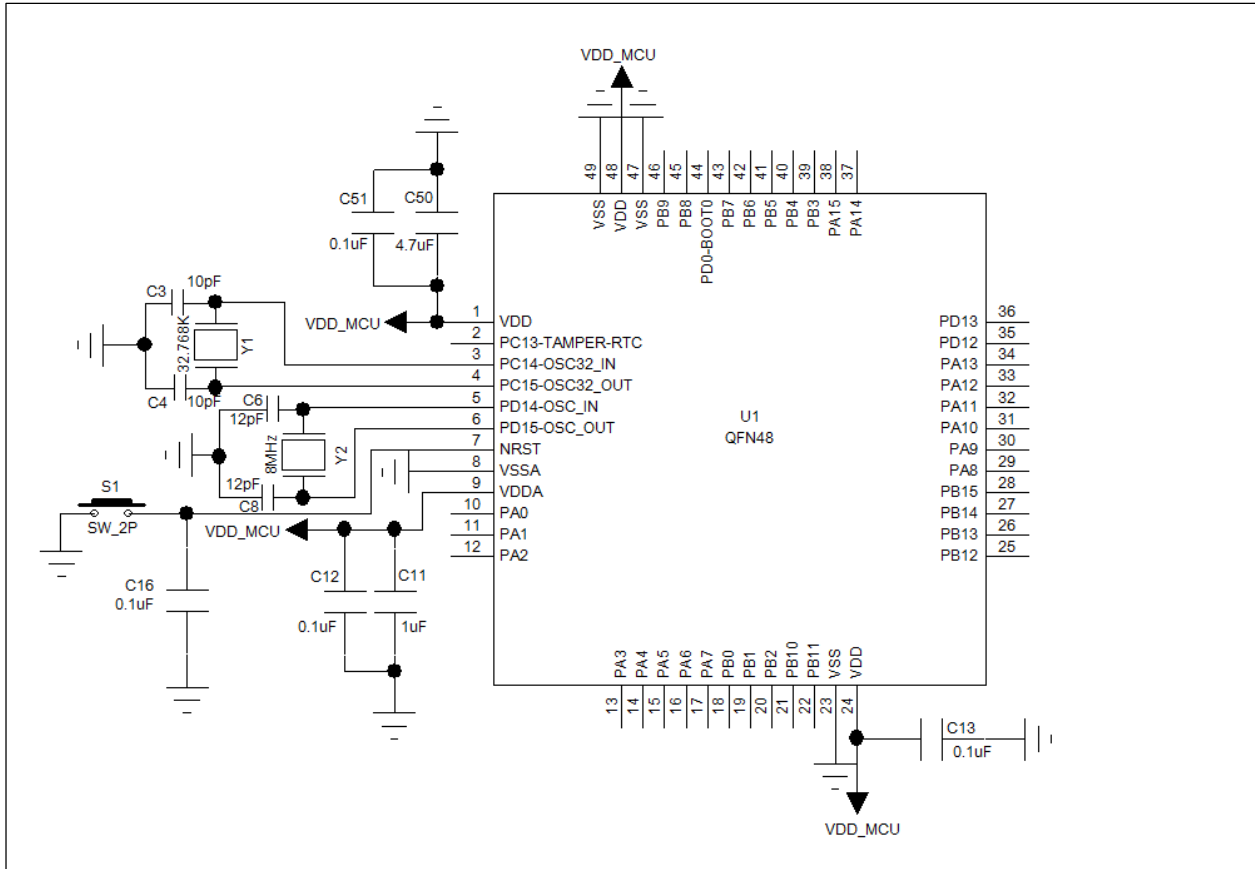 VDD_MCU
49
48
47
46
45
44
43
42
41
40
39
38
37
VSS
VDD
VSS
PB9
PB8
PD0-BOOT0
PB7
PB6
PB5
PB4
PB3
PA15
PA14
C51
C50
0.1uF
4.7uF
C3
10pF
32.768K
Y1
C4
10pF
VDD_MCU
C6
12pF
8MHz
Y2
12pF
C8
S1
SW_2P
VDD_MCU
C16
0.1uF
C12
C11
0.1uF
1uF
1 VDD
2 PC13-TAMPER-RTC
3 PC14-OSC32_IN
4 PC15-OSC32_OUT
5 PD14-OSC_IN
6 PD15-OSC_OUT
7 NRST
8 VSSA
9 VDDA
10 PA0
11 PA1
12 PA2
U1
QFN48
PD13 36
PD12 35
PA13 34
PA12 33
PA11 32
PA10 31
PA9 30
PA8 29
PB15 28
PB14 27
PB13 26
PB12 25
PA3
PA4
PA5
PA6
PA7
PB0
PB1
PB2
PB10
PB11
VSS
VDD
13
14
15
16
17
18
19
20
21
22
23
24
C13
0.1uF
VDD_MCU